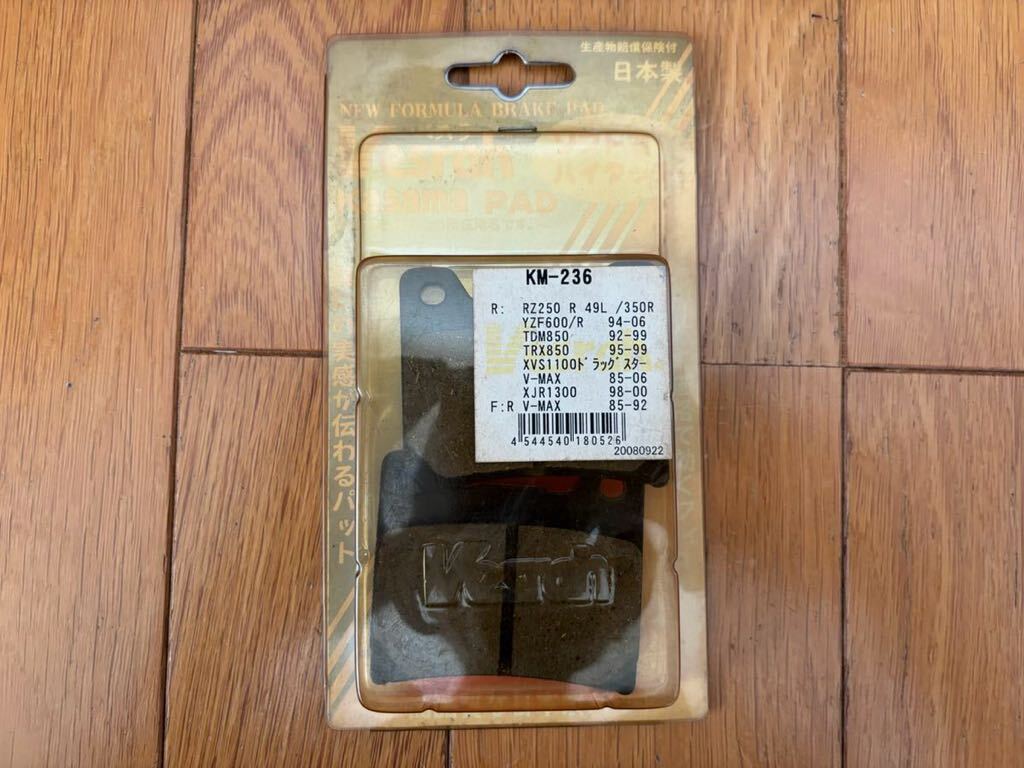 生産物賠償保険付
日本製
NEW FORMULA BRAKE PAD
PAD
KM-236
R: RZ250 R 49L /350R
YZF600/R 94-06
TDM850 92-99
TRX850 95-99
XVS1100ﾄﾞﾗｯｸﾞｽﾀｰ
V-MAX 85-06
XJR1300 98-00
F:R V-MAX 85-92
4 544540 180526
20080922
実感が伝わるパット